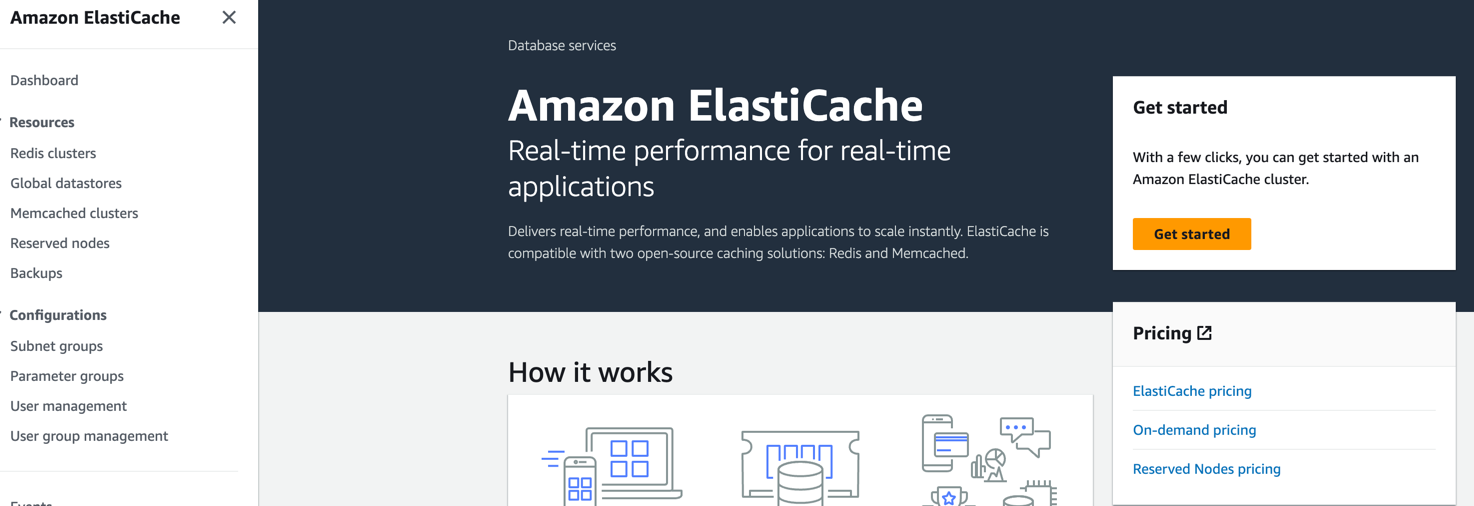 Amazon ElastiCache
Dashboard
Resources
Redis clusters
Global datastores
Memcached clusters
Reserved nodes
Backups
Configurations
Subnet groups
Parameter groups
User management
User group management
Events
Database services
Amazon ElastiCache
Real-time performance for real-time
applications
Delivers real-time performance, and enables applications to scale instantly. ElastiCache is
compatible with two open-source caching solutions: Redis and Memcached.
How it works
Get started
With a few clicks, you can get started with an
Amazon ElastiCache cluster.
Get started
Pricing
ElastiCache pricing
On-demand pricing
Reserved Nodes pricing